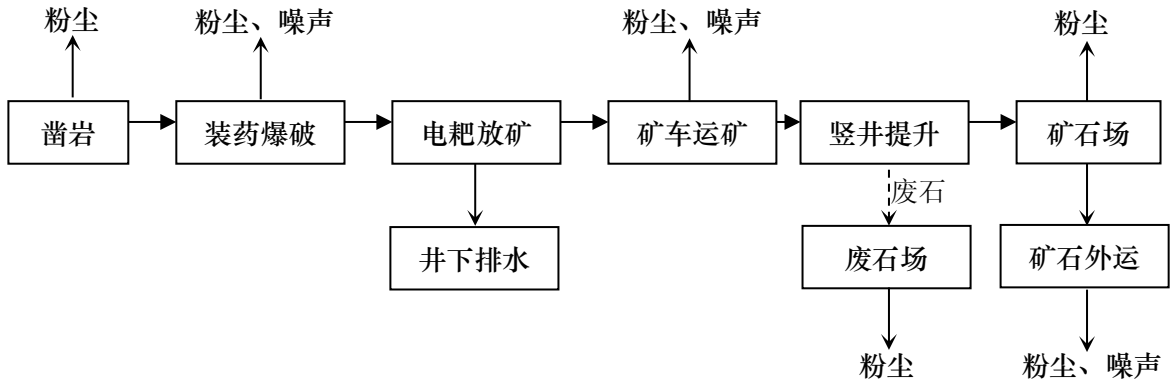 粉尘
粉尘、噪声
粉尘、噪声
粉尘
凿岩
装药爆破
电耙放矿
矿车运矿
竖井提升
矿石场
废石
井下排水
废石场
矿石外运
粉尘
粉尘、噪声